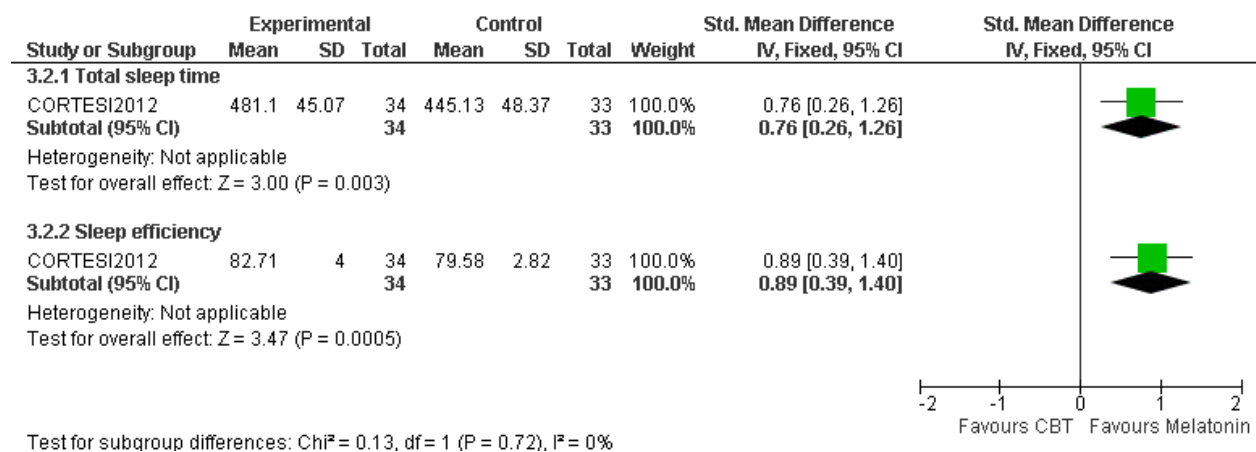 Experimental Control Std. Mean Difference Std. Mean Difference
Study or Subgroup Mean SD Total Mean SD Total Weight IV, Fixed, 95% CI IV, Fixed, 95% CI
3.2.1 Total sleep time
CORTESI2012 481.1 45.07 34 445.13 48.37 33 100.0% 0.76 [0.26, 1.26]
Subtotal (95% CI) 34 33 100.0% 0.76 [0.26, 1.26]
Heterogeneity: Not applicable
Test for overall effect: Z = 3.00 (P = 0.003)
3.2.2 Sleep efficiency
CORTESI2012 82.71 4 34 79.58 2.82 33 100.0% 0.89 [0.39, 1.40]
Subtotal (95% CI) 34 33 100.0% 0.89 [0.39, 1.40]
Heterogeneity: Not applicable
Test for overall effect: Z = 3.47 (P = 0.0005)
-2 -1 0 1 2
Favours CBT Favours Melatonin
Test for subgroup differences: Chi² = 0.13, df = 1 (P = 0.72), I² = 0%